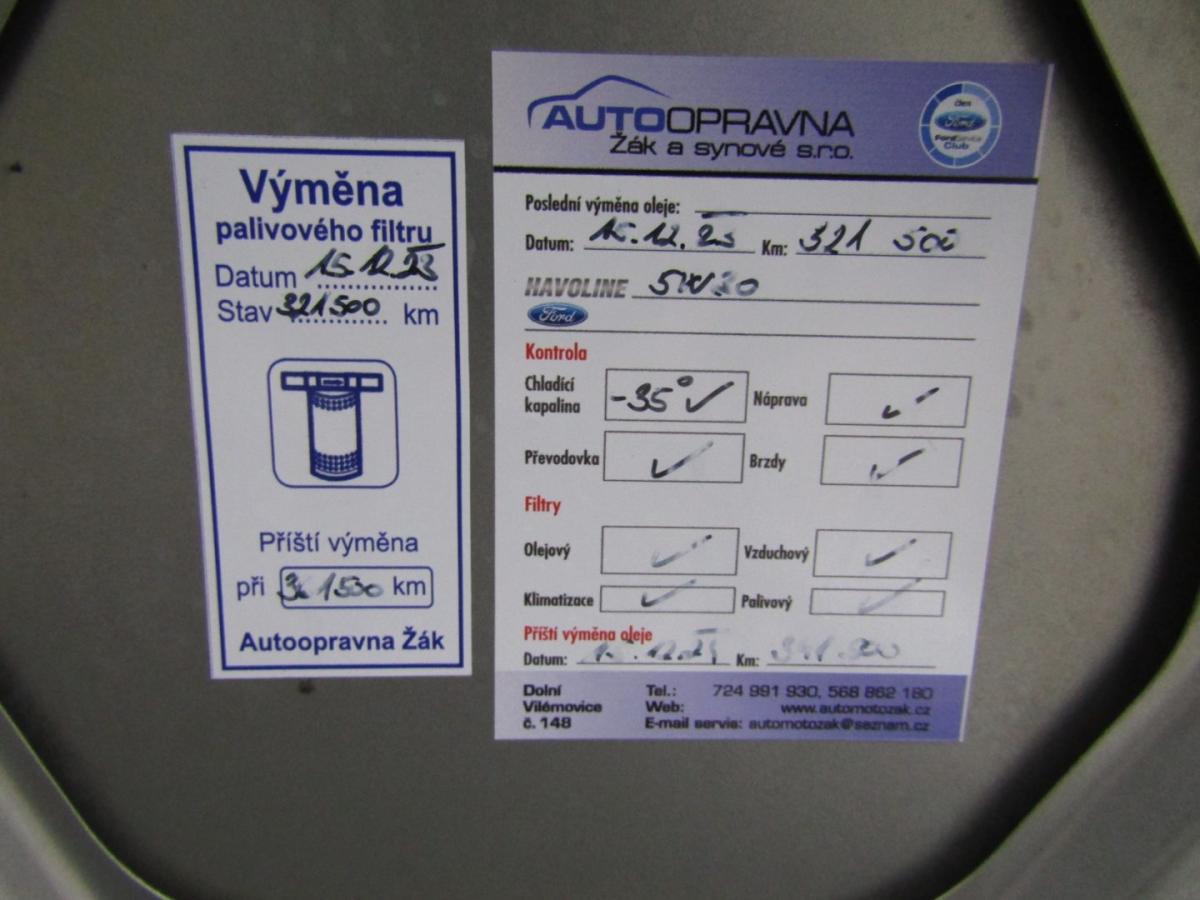 Výměna
palivového filtru
Datum 15.12.23
Stav 321500 km
Příští výměna
při km
Autoopravna Žák
AUTOOPRAVNA
Žák a synové s.r.o.
člen
Ford
FordService
Club
Poslední výměna oleje:
Datum: 15.12.23 Km: 321 500
HAVOLINE 5W30
Ford
Kontrola
Chladící
kapalina -35° ✓ Náprava ✓
Převodovka ✓ Brzdy ✓
Filtry
Olejový ✓ Vzduchový ✓
Klimatizace ✓ Palivový ✓
Příští výměna oleje
Datum: Km:
Dolní Tel.: 724 991 930, 568 862 180
Vilémovice Web: www.automotozak.cz
č. 148 E-mail servis: automotozak@seznam.cz